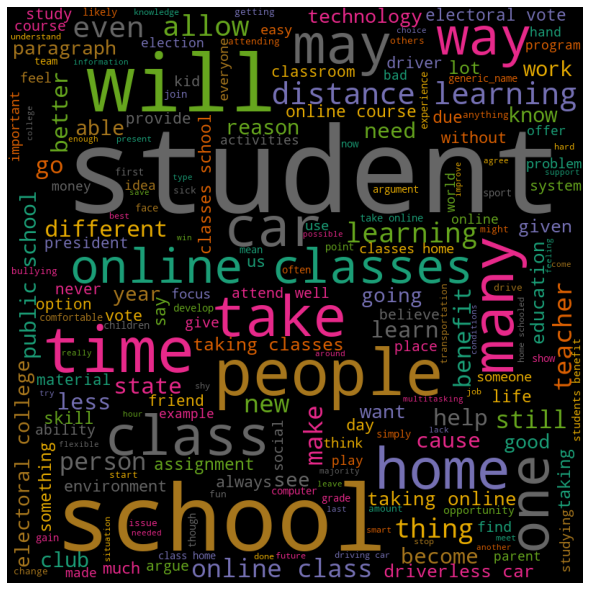 study likely knowledge getting choice technology electoral vote
course understand attending others hand
even allow may way
paragraph team election everyone driver easy program
join information kid classroom bad generic_name lot work
feel will distance learning
important better able provide reason online course need experience due without anything know offer hard
activities
go college enough present now student agree problem support
money first idea type sick argument improve sport world system
save face classes school
different car learning take online online given
president best win use possible might
bullying mean point classes home feeling
public school online classes us often many education
never year focus attend well going drive come
option vote say take believe transportation conditions home schooled benefit teacher
comfortable children develop give learn
time taking classes place show
material really state people around shy multitasking someone job students benefit
try less friend new want life
skill hour example make day help still
flexible class lack
ability social think simply cause good
person assignment play majority
electoral college something environment start always see home one taking
fun computer leave taking online opportunity
school grade amount
situation though last smart thing find studying
gain issue needed stop another meet parent
club class home done future driving car become
change made much argue online class driverless car